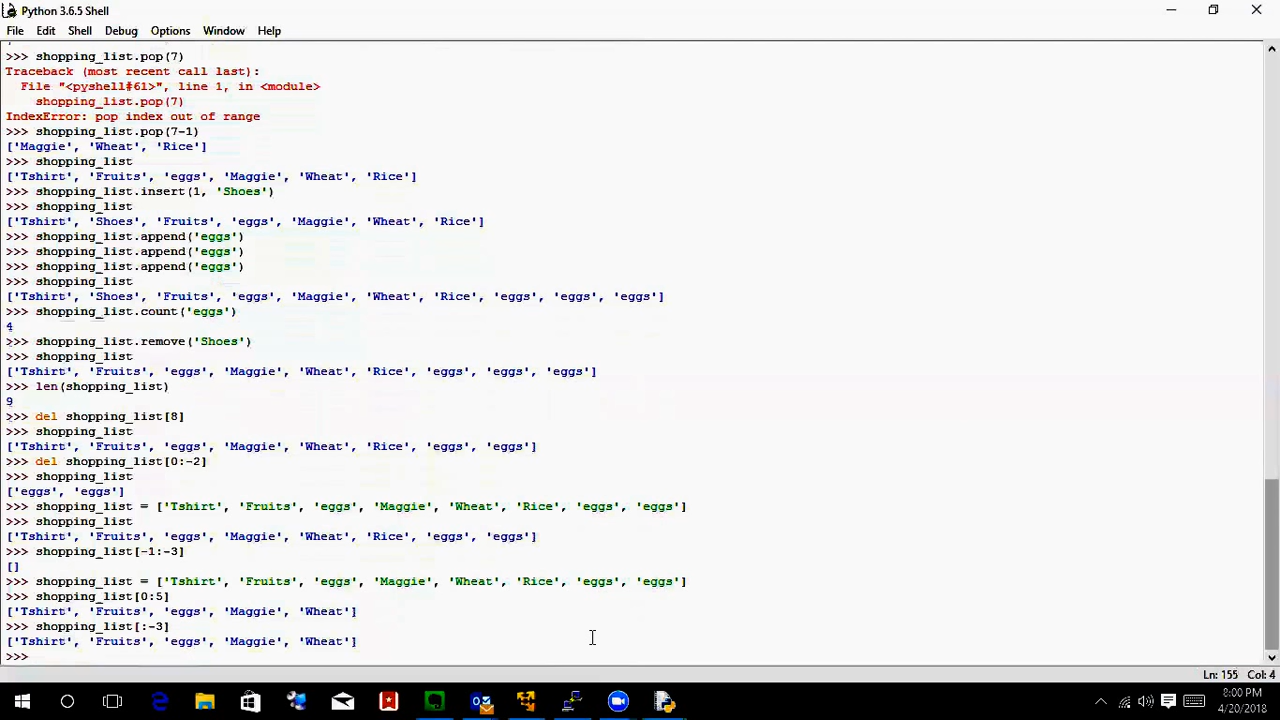 Python 3.6.5 Shell
File Edit Shell Debug Options Window Help
>>> shopping_list.pop(7)
Traceback (most recent call last):
  File "<pyshell#61>", line 1, in <module>
    shopping_list.pop(7)
IndexError: pop index out of range
>>> shopping_list.pop(7-1)
['Maggie', 'Wheat', 'Rice']
>>> shopping_list
['Tshirt', 'Fruits', 'eggs', 'Maggie', 'Wheat', 'Rice']
>>> shopping_list.insert(1, 'Shoes')
>>> shopping_list
['Tshirt', 'Shoes', 'Fruits', 'eggs', 'Maggie', 'Wheat', 'Rice']
>>> shopping_list.append('eggs')
>>> shopping_list.append('eggs')
>>> shopping_list.append('eggs')
>>> shopping_list
['Tshirt', 'Shoes', 'Fruits', 'eggs', 'Maggie', 'Wheat', 'Rice', 'eggs', 'eggs', 'eggs']
>>> shopping_list.count('eggs')
4
>>> shopping_list.remove('Shoes')
>>> shopping_list
['Tshirt', 'Fruits', 'eggs', 'Maggie', 'Wheat', 'Rice', 'eggs', 'eggs', 'eggs']
>>> len(shopping_list)
9
>>> del shopping_list[8]
>>> shopping_list
['Tshirt', 'Fruits', 'eggs', 'Maggie', 'Wheat', 'Rice', 'eggs', 'eggs']
>>> del shopping_list[0:-2]
>>> shopping_list
['eggs', 'eggs']
>>> shopping_list = ['Tshirt', 'Fruits', 'eggs', 'Maggie', 'Wheat', 'Rice', 'eggs', 'eggs']
>>> shopping_list
['Tshirt', 'Fruits', 'eggs', 'Maggie', 'Wheat', 'Rice', 'eggs', 'eggs']
>>> shopping_list[-1:-3]
[]
>>> shopping_list = ['Tshirt', 'Fruits', 'eggs', 'Maggie', 'Wheat', 'Rice', 'eggs', 'eggs']
>>> shopping_list[0:5]
['Tshirt', 'Fruits', 'eggs', 'Maggie', 'Wheat']
>>> shopping_list[:-3]
['Tshirt', 'Fruits', 'eggs', 'Maggie', 'Wheat']
>>>
Ln: 155 Col: 4
8:00 PM
4/20/2018